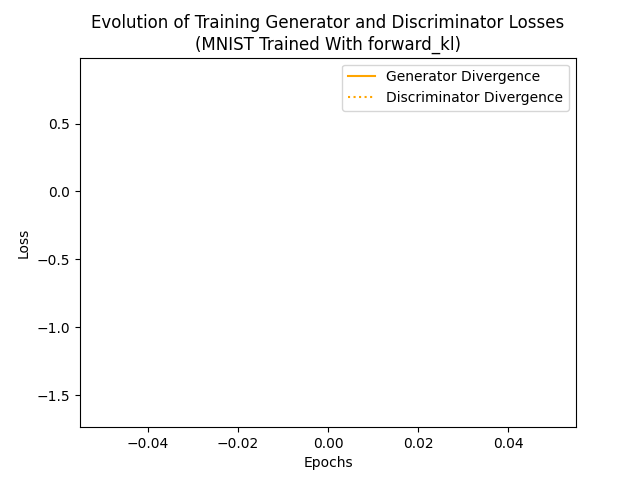 Evolution of Training Generator and Discriminator Losses
(MNIST Trained With forward_kl)
Generator Divergence
Discriminator Divergence
0.5
0.0
−0.5
−1.0
−1.5
Loss
−0.04
−0.02
0.00
0.02
0.04
Epochs